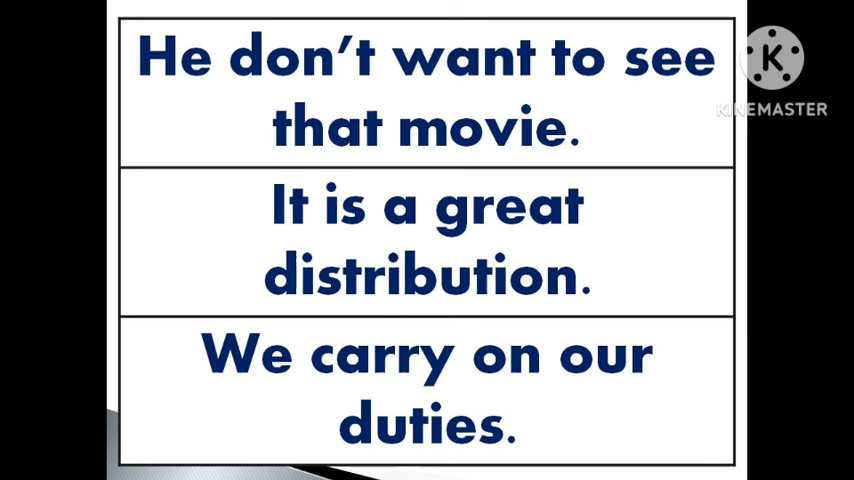 He don't want to see
that movie.
It is a great
distribution.
We carry on our
duties.
K
KINEMASTER